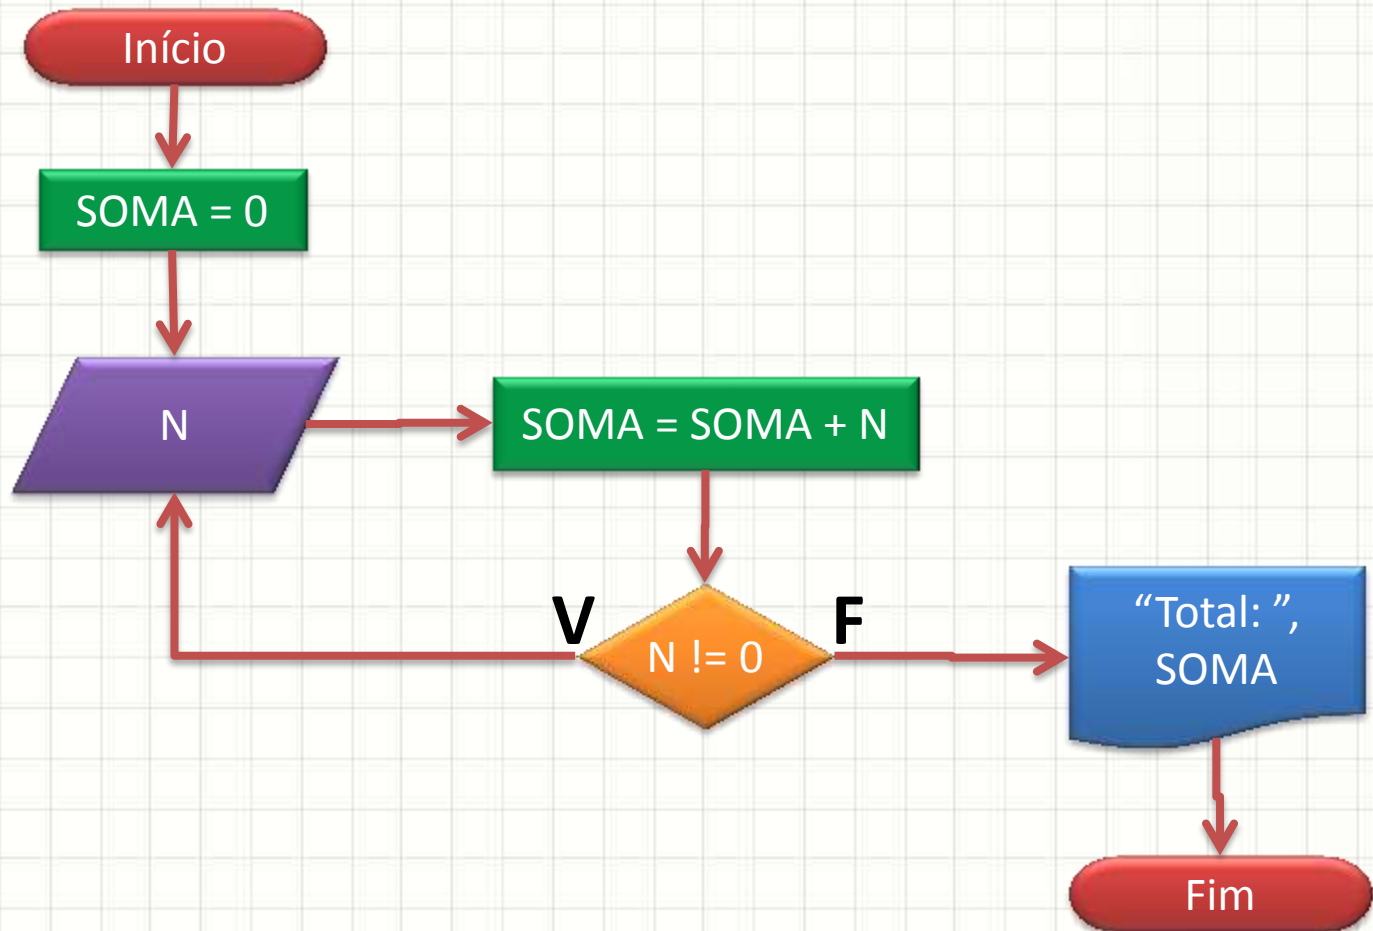 Início
SOMA = 0
N
SOMA = SOMA + N
V
F
N != 0
“Total: ”,
SOMA
Fim